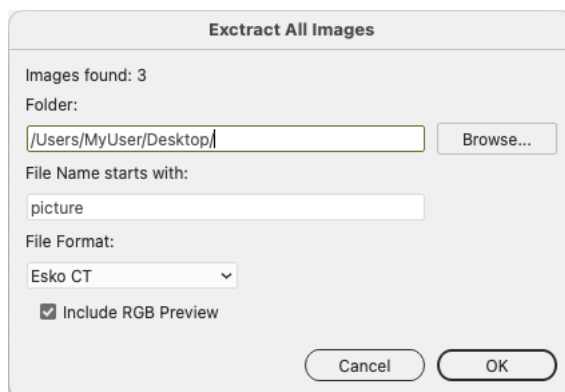 Exctract All Images
Images found: 3
Folder:
/Users/MyUser/Desktop/
Browse...
File Name starts with:
picture
File Format:
Esko CT
Include RGB Preview
Cancel
OK